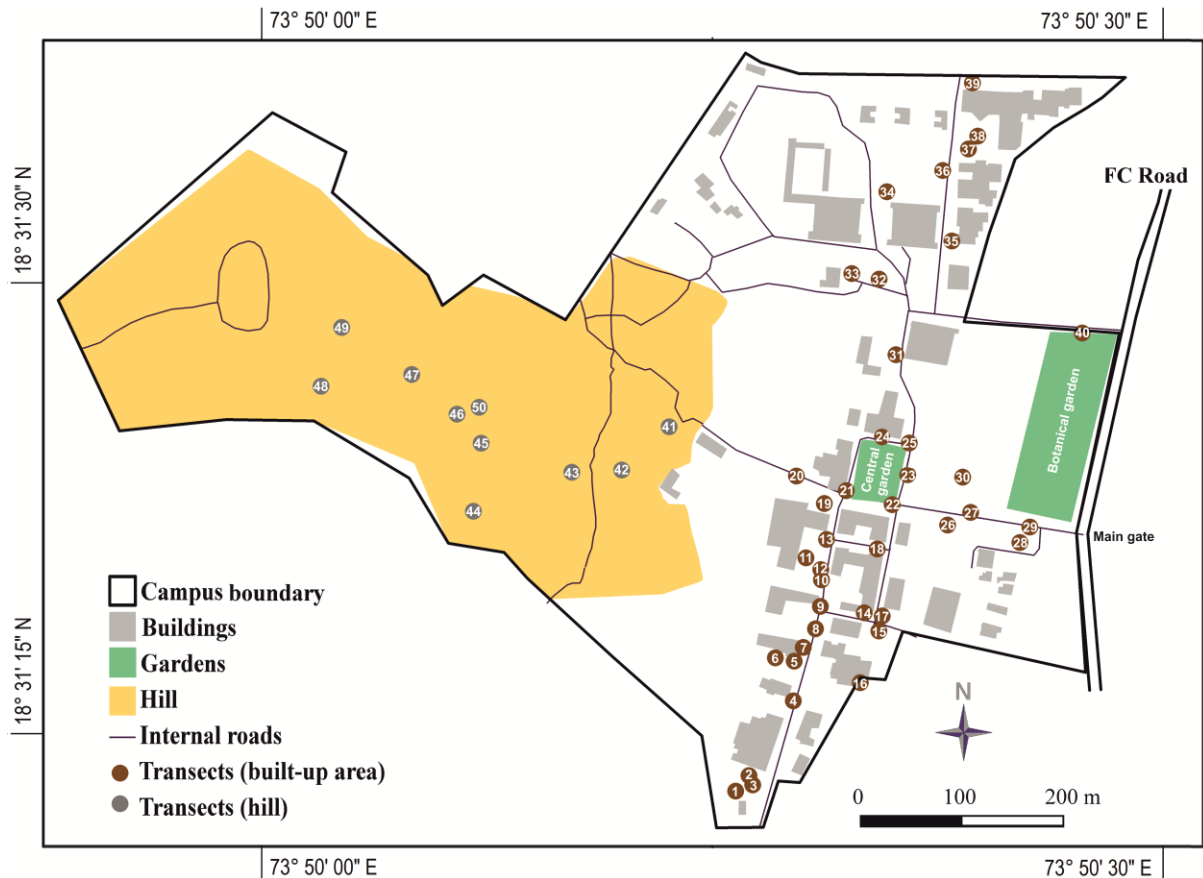 73° 50' 00" E
73° 50' 30" E
39
38
37
36
FC Road
34
18° 31' 30" N
35
33
32
49
40
31
47
48
50
46
41
24
25
45
Botanical garden
Central
garden
43
42
20
23
30
21
19
22
44
27
26
29
13
Main gate
28
18
11
12
10
Campus boundary
9
14
17
Buildings
8
15
7
6
5
Gardens
16
18° 31' 15" N
Hill
4
N
Internal roads
Transects (built-up area)
2
3
1
Transects (hill)
0
100
200 m
73° 50' 00" E
73° 50' 30" E